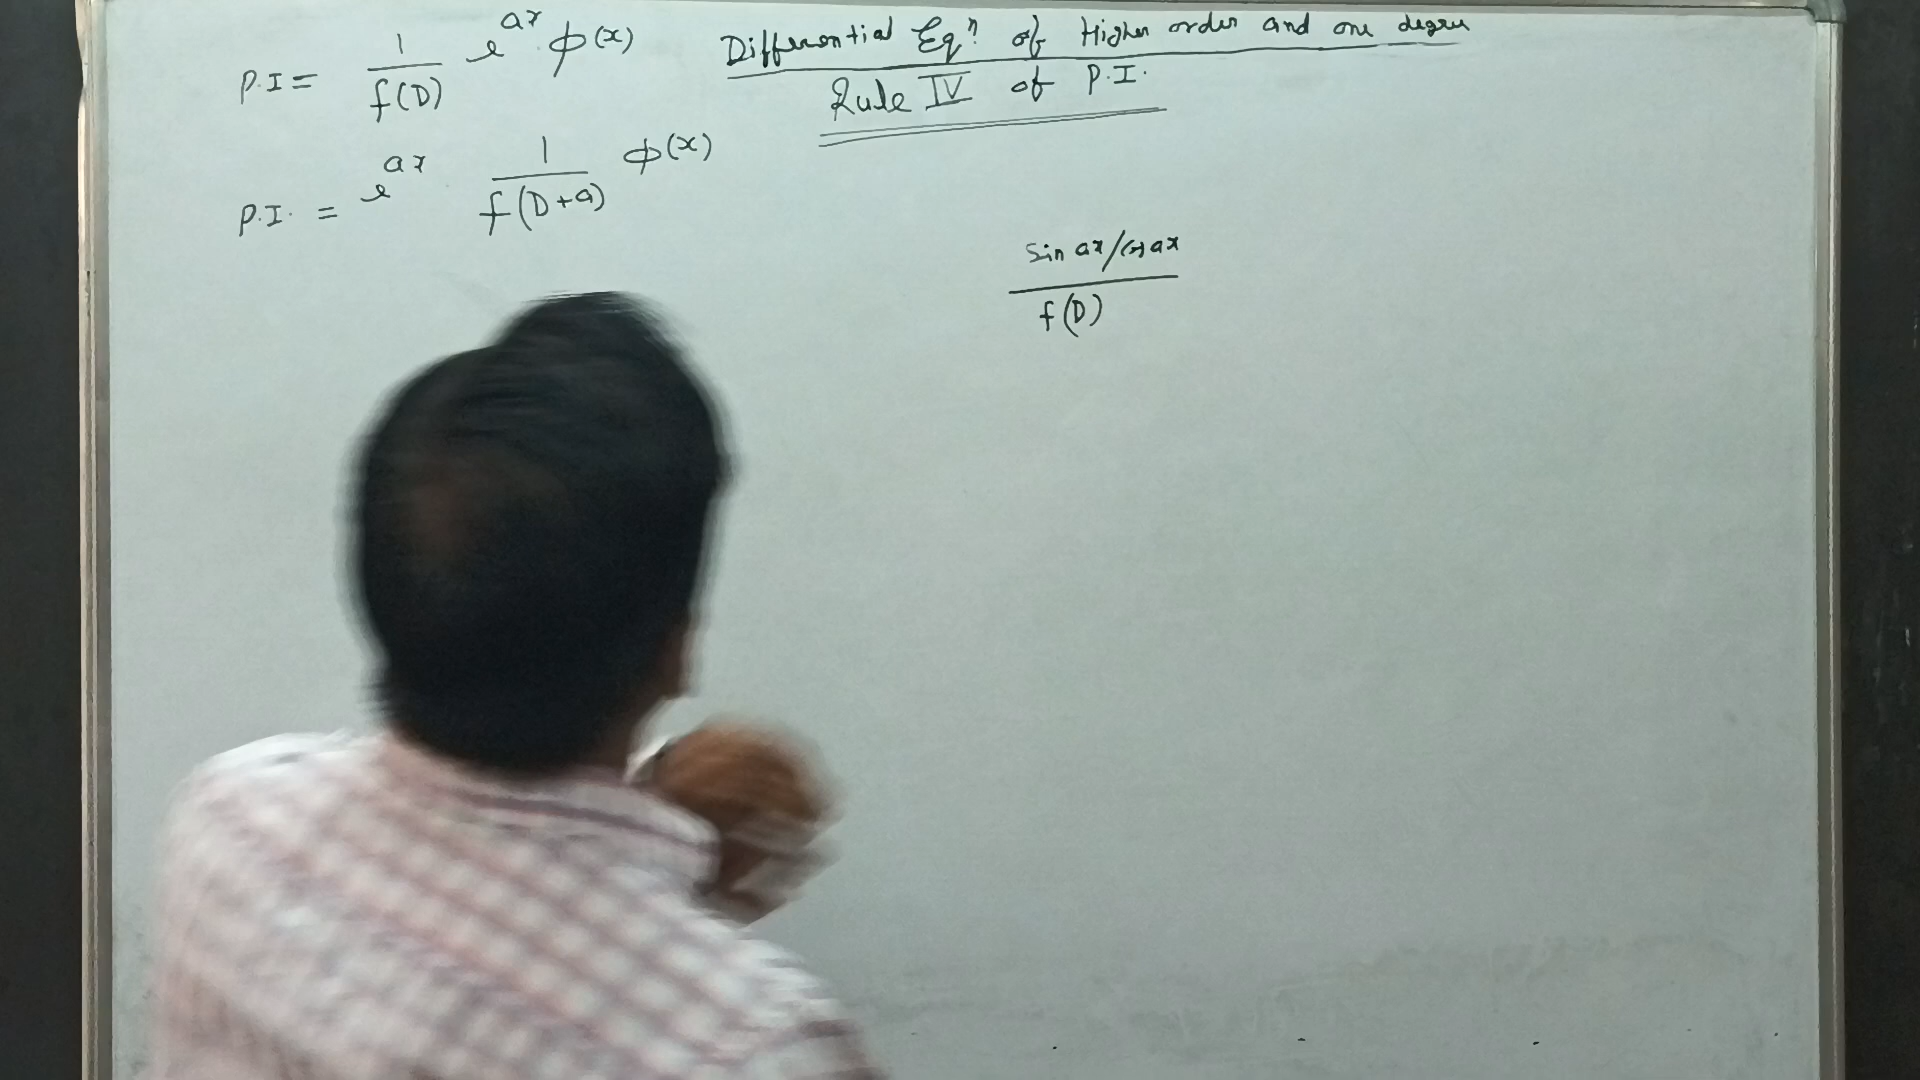 Differential Eqⁿ of Higher order and one degree
Rule IV of P.I.
P.I = 1/f(D) e^ax ϕ(x)
P.I. = e^ax 1/f(D+a) ϕ(x)
Sin ax/Cos ax
f(D)